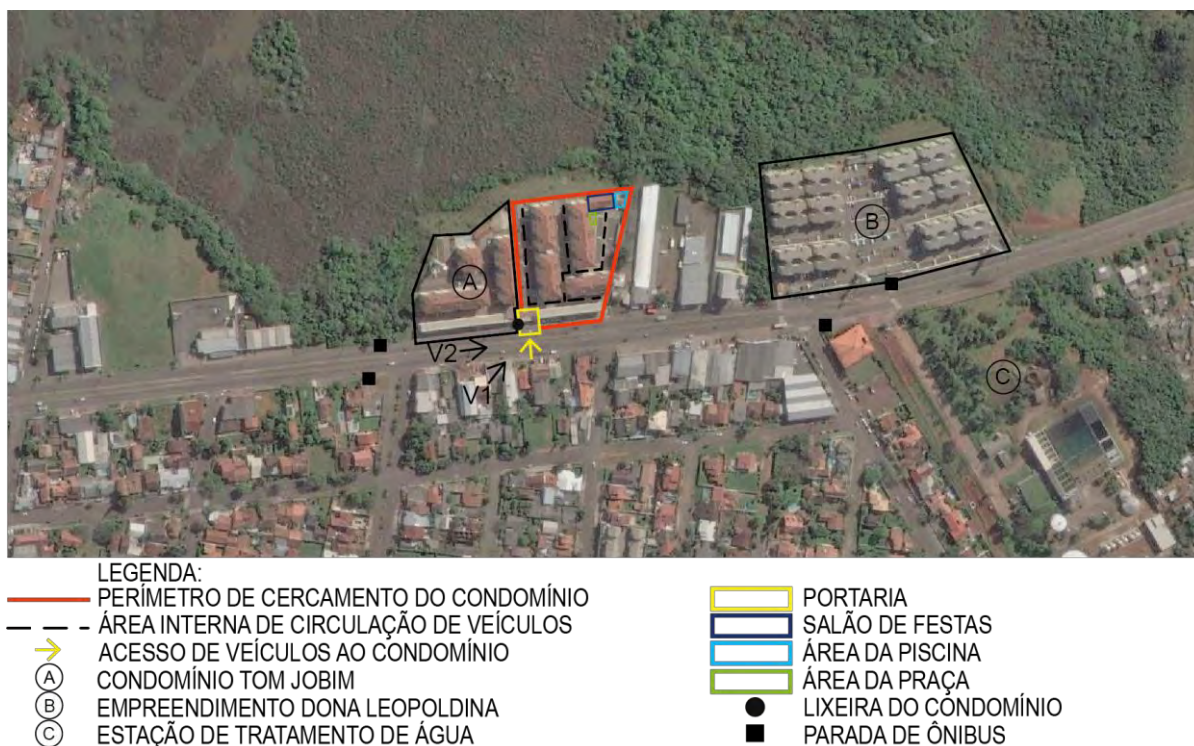 A
B
C
V2
V1
LEGENDA:
PERÍMETRO DE CERCAMENTO DO CONDOMÍNIO
ÁREA INTERNA DE CIRCULAÇÃO DE VEÍCULOS
ACESSO DE VEÍCULOS AO CONDOMÍNIO
A CONDOMÍNIO TOM JOBIM
B EMPREENDIMENTO DONA LEOPOLDINA
C ESTAÇÃO DE TRATAMENTO DE ÁGUA
PORTARIA
SALÃO DE FESTAS
ÁREA DA PISCINA
ÁREA DA PRAÇA
LIXEIRA DO CONDOMÍNIO
PARADA DE ÔNIBUS